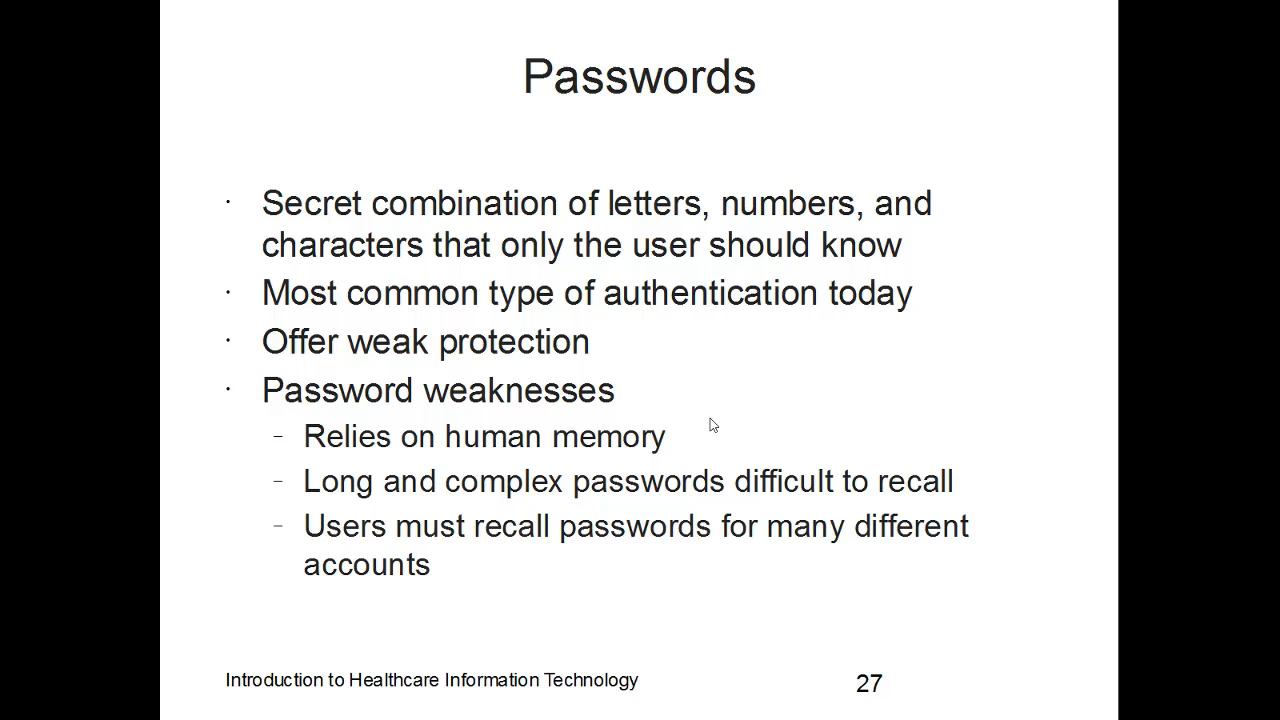 Passwords
· Secret combination of letters, numbers, and
characters that only the user should know
· Most common type of authentication today
· Offer weak protection
· Password weaknesses
– Relies on human memory
– Long and complex passwords difficult to recall
– Users must recall passwords for many different
accounts
Introduction to Healthcare Information Technology
27